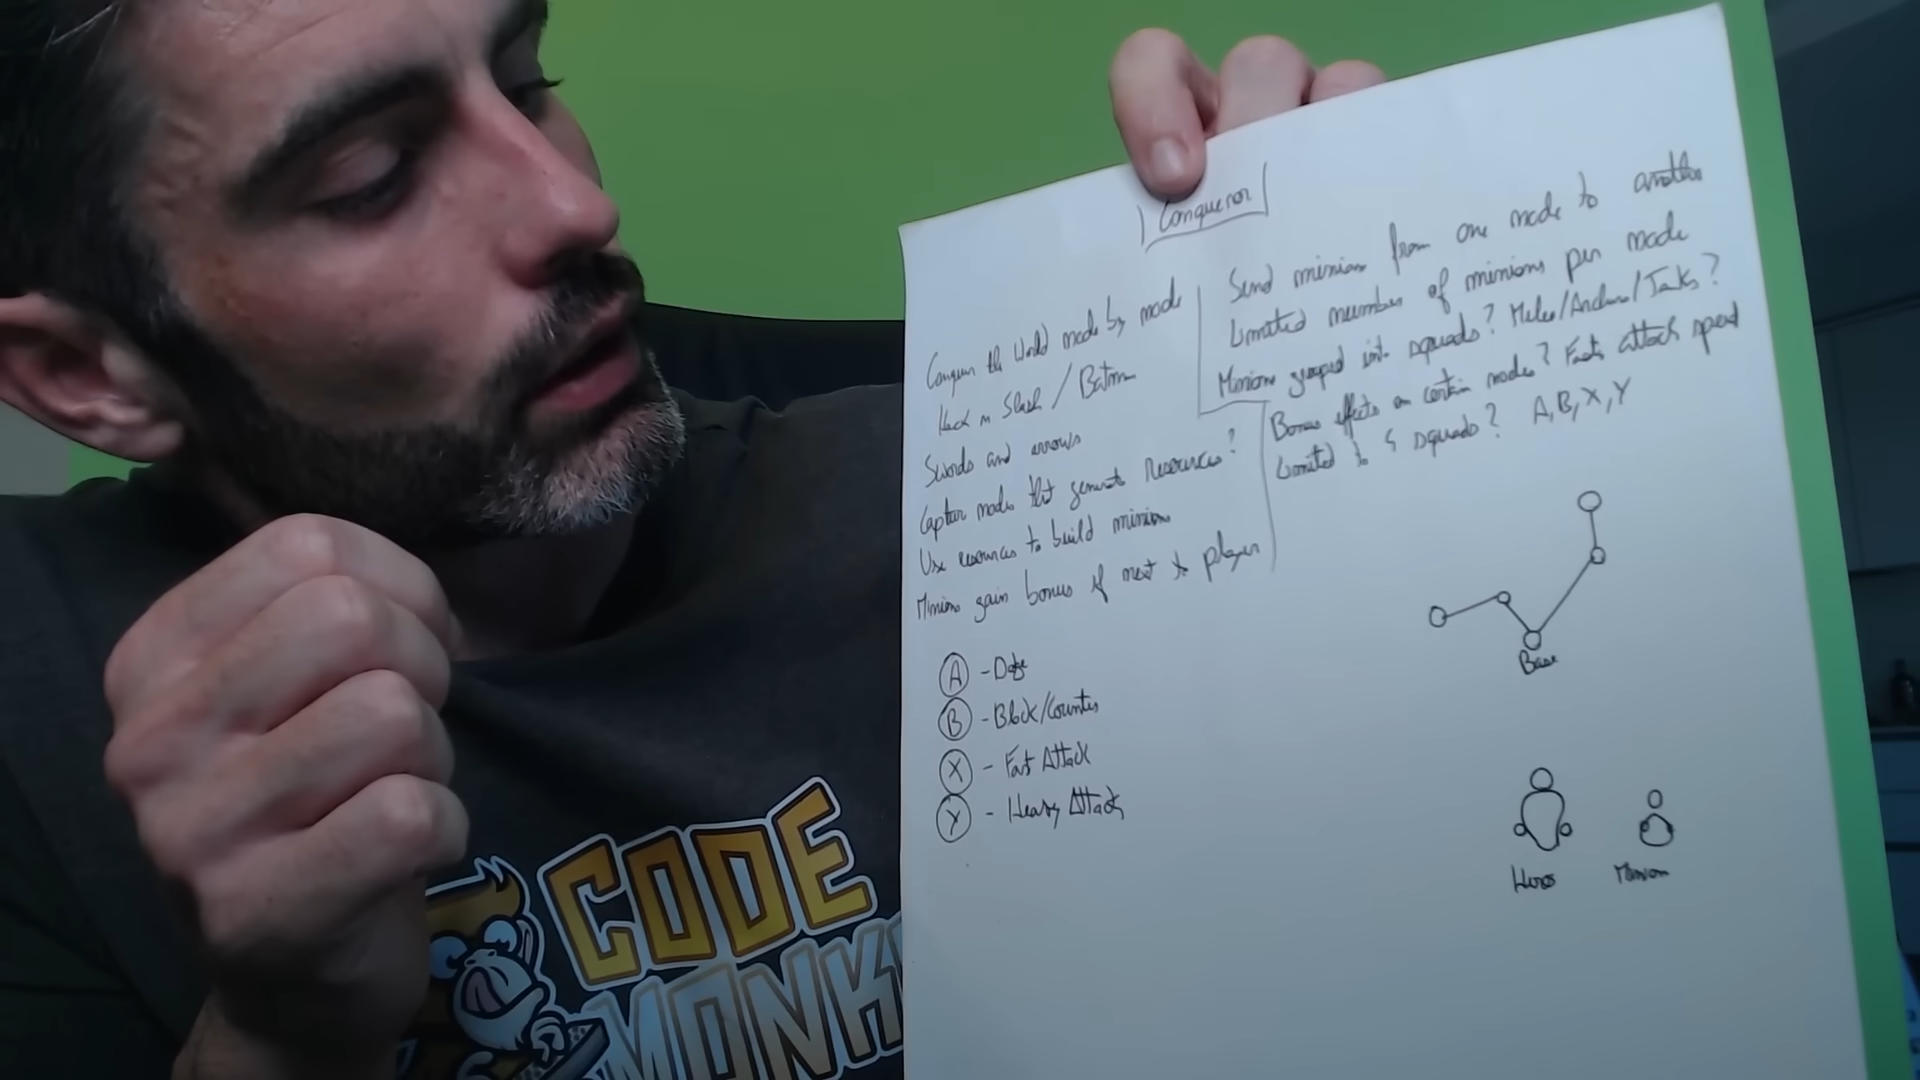 Conqueror
Conquer the World node by node
Hack n Slash / Batman
Swords and arrows
Capture nodes that generate Resources?
Use resources to build minions
Minions gain bonus if next to player
Send minions from one node to another
Limited number of minions per node
Minions grouped into squads? Melee/Archers/Tanks?
Bonus effects on certain nodes? Faster attack speed
Limited to 4 squads? A, B, X, Y
A - Dodge
B - Block/Counter
X - Fast Attack
Y - Heavy Attack
Base
Hero
Minion
CODE
MONK